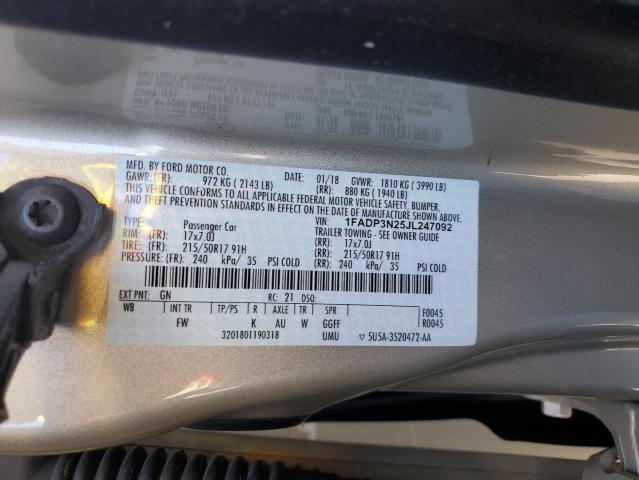 MFD. BY FORD MOTOR CO.
01/18 GVWR: 1810 KG ( 3990 LB)
GAWR: (FR): 972 KG ( 2143 LB) (RR): 880 KG ( 1940 LB)
THIS VEHICLE CONFORMS TO ALL APPLICABLE FEDERAL MOTOR VEHICLE SAFETY, BUMPER,
AND THEFT PREVENTION STANDARDS IN EFFECT ON THE DATE OF MANUFACTURE SHOWN ABOVE.
VIN: 1FADP3N25JL247092
TYPE: Passenger Car TRAILER TOWING - SEE OWNER GUIDE
RIM: (FR): 17x7.0J (RR): 17x7.0J
TIRE: (FR): 215/50R17 91H (RR): 215/50R17 91H
PRESSURE: (FR): 240 kPa/ 35 PSI COLD (RR): 240 kPa/ 35 PSI COLD
EXT PNT: GN RC: 21 DSO:
WB INT TR TP/PS R AXLE TR SPR F0045
FW K AU W GGFF R0045
3201801190318 UMU 5U5A-3520472-AA